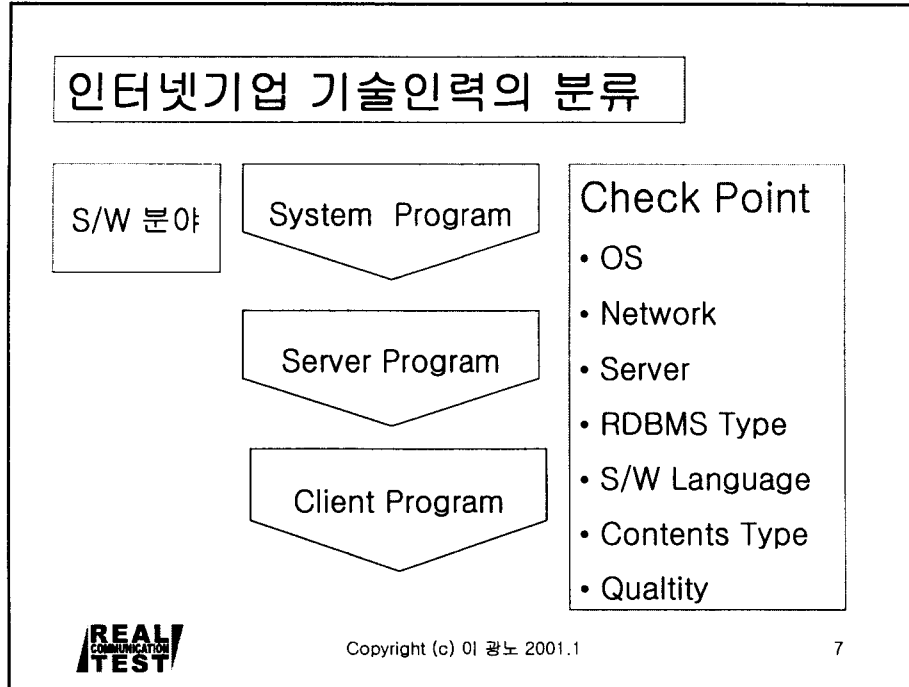 인터넷기업 기술인력의 분류
S/W 분야
System Program
Server Program
Client Program
Check Point
• OS
• Network
• Server
• RDBMS Type
• S/W Language
• Contents Type
• Qualtity
REAL
COMMUNICATION
TEST
Copyright (c) 이 광노 2001.1
7